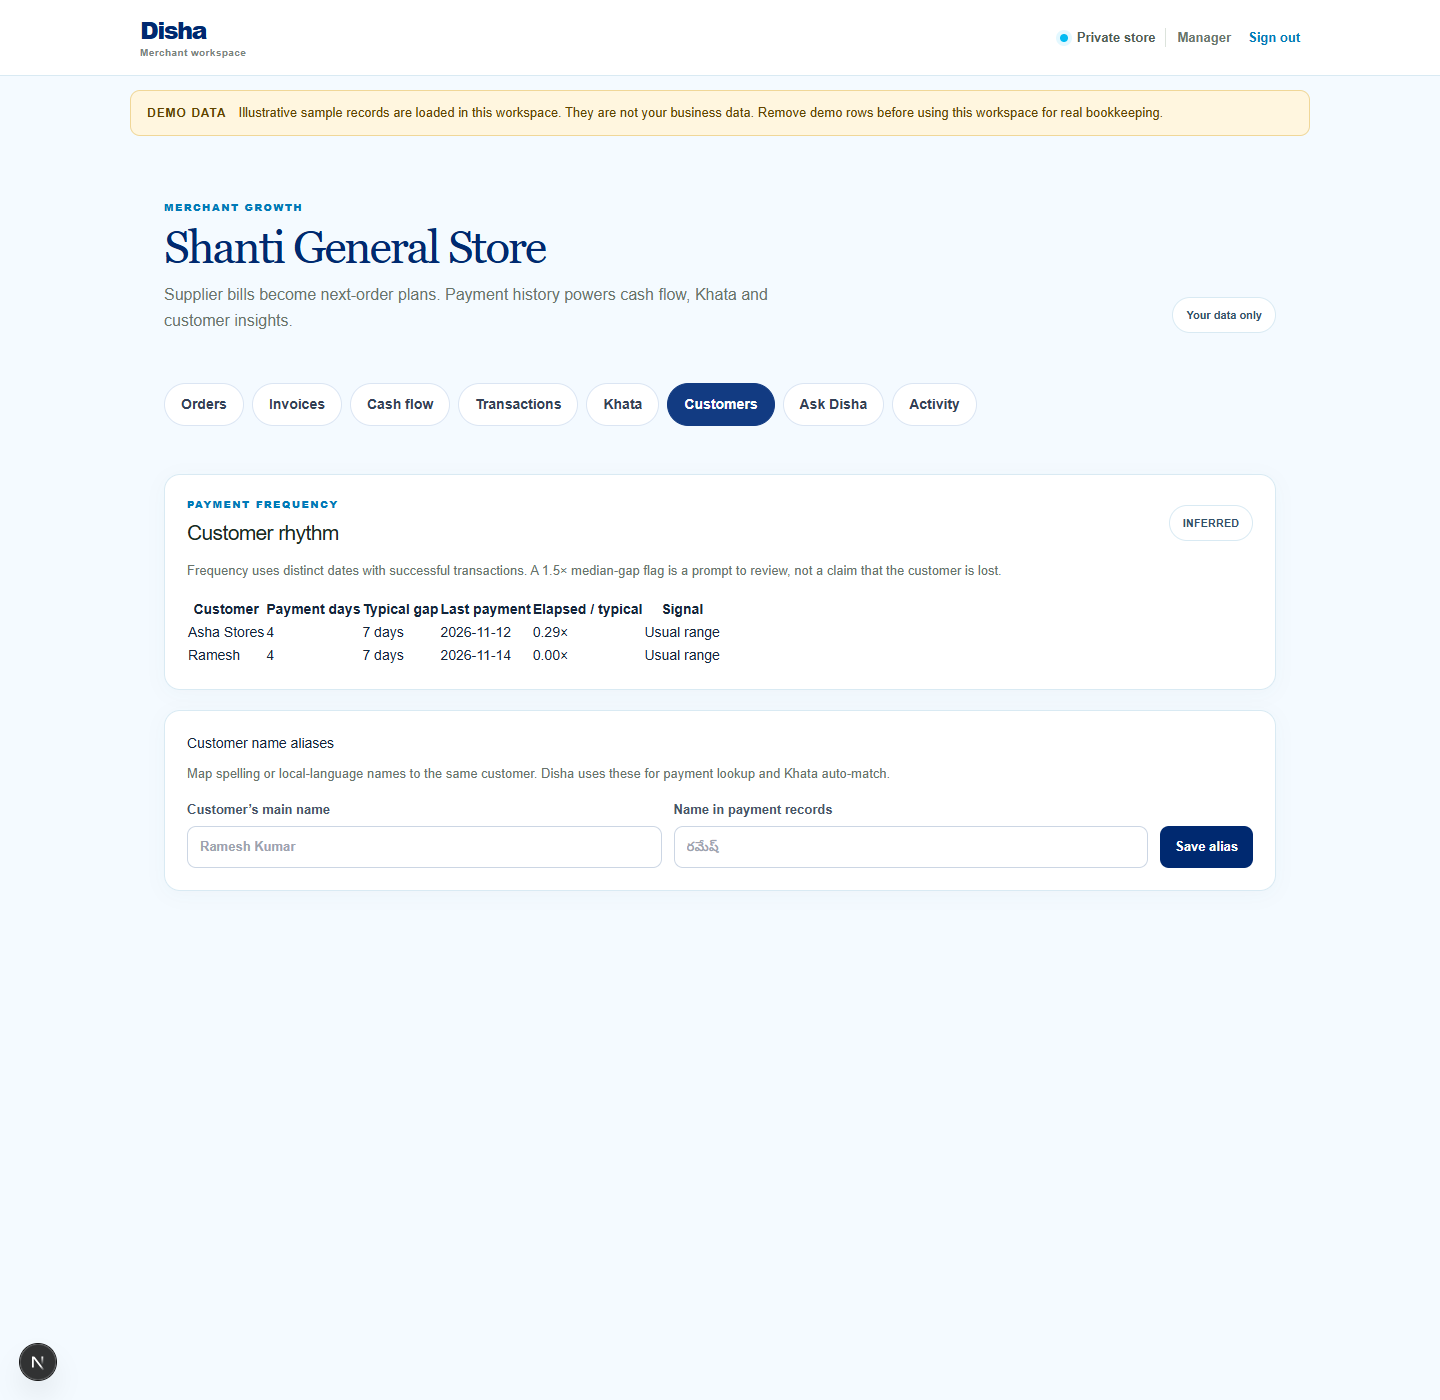 Disha
Merchant workspace
Private store
Manager
Sign out
DEMO DATA Illustrative sample records are loaded in this workspace. They are not your business data. Remove demo rows before using this workspace for real bookkeeping.
MERCHANT GROWTH
Shanti General Store
Supplier bills become next-order plans. Payment history powers cash flow, Khata and
customer insights.
Your data only
Orders Invoices Cash flow Transactions Khata Customers Ask Disha Activity
PAYMENT FREQUENCY
Customer rhythm
INFERRED
Frequency uses distinct dates with successful transactions. A 1.5× median-gap flag is a prompt to review, not a claim that the customer is lost.
Customer Payment days Typical gap Last payment Elapsed / typical Signal
Asha Stores 4 7 days 2026-11-12 0.29× Usual range
Ramesh 4 7 days 2026-11-14 0.00× Usual range
Customer name aliases
Map spelling or local-language names to the same customer. Disha uses these for payment lookup and Khata auto-match.
Customer’s main name Name in payment records
Ramesh Kumar రమేష్ Save alias
N